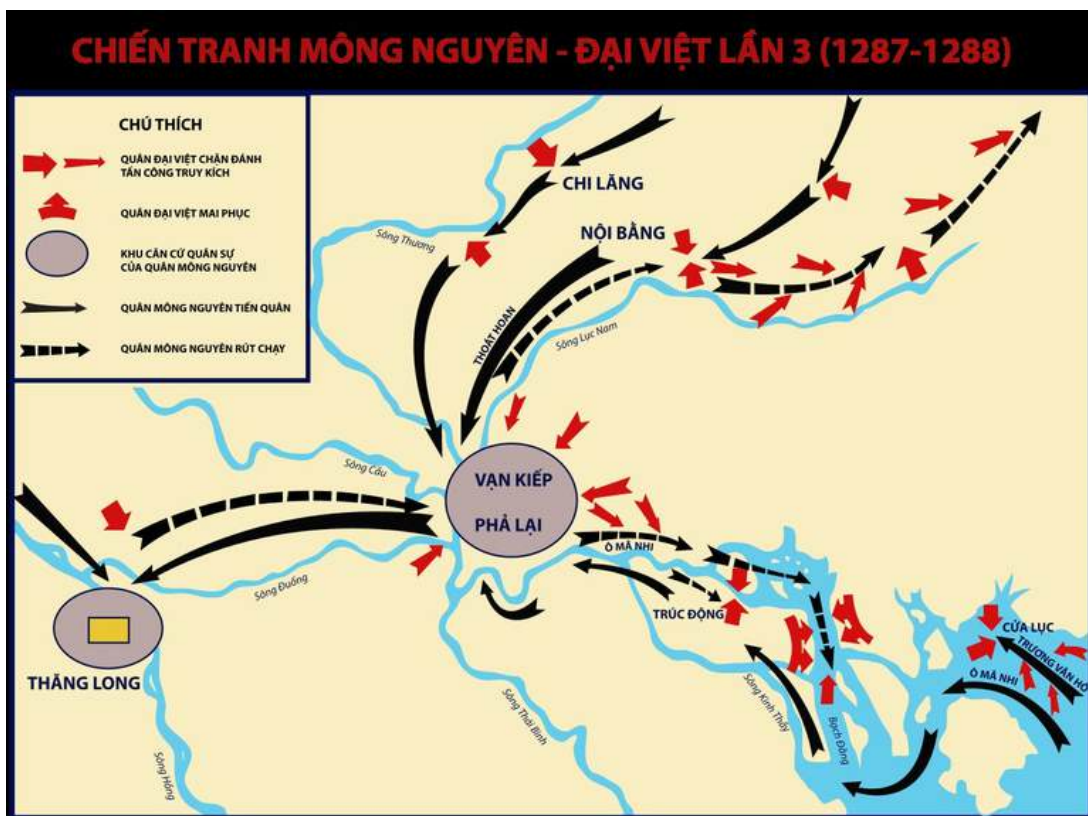 CHIẾN TRANH MÔNG NGUYÊN - ĐẠI VIỆT LẦN 3 (1287-1288)
CHÚ THÍCH
QUÂN ĐẠI VIỆT CHẶN ĐÁNH
TẤN CÔNG TRUY KÍCH
QUÂN ĐẠI VIỆT MAI PHỤC
KHU CĂN CỨ QUÂN SỰ
CỦA QUÂN MÔNG NGUYÊN
QUÂN MÔNG NGUYÊN TIẾN QUÂN
QUÂN MÔNG NGUYÊN RÚT CHẠY
CHI LĂNG
Sông Thương
NỘI BẰNG
THOÁT HOAN
Sông Lục Nam
Sông Cầu
VẠN KIẾP
PHẢ LẠI
Ô MÃ NHI
Sông Đuống
TRÚC ĐỘNG
CỬA LỤC
TRƯƠNG VĂN HỔ
Ô MÃ NHI
THĂNG LONG
Sông Hồng
Sông Thái Bình
Sông Kinh Thầy
Bạch Đằng